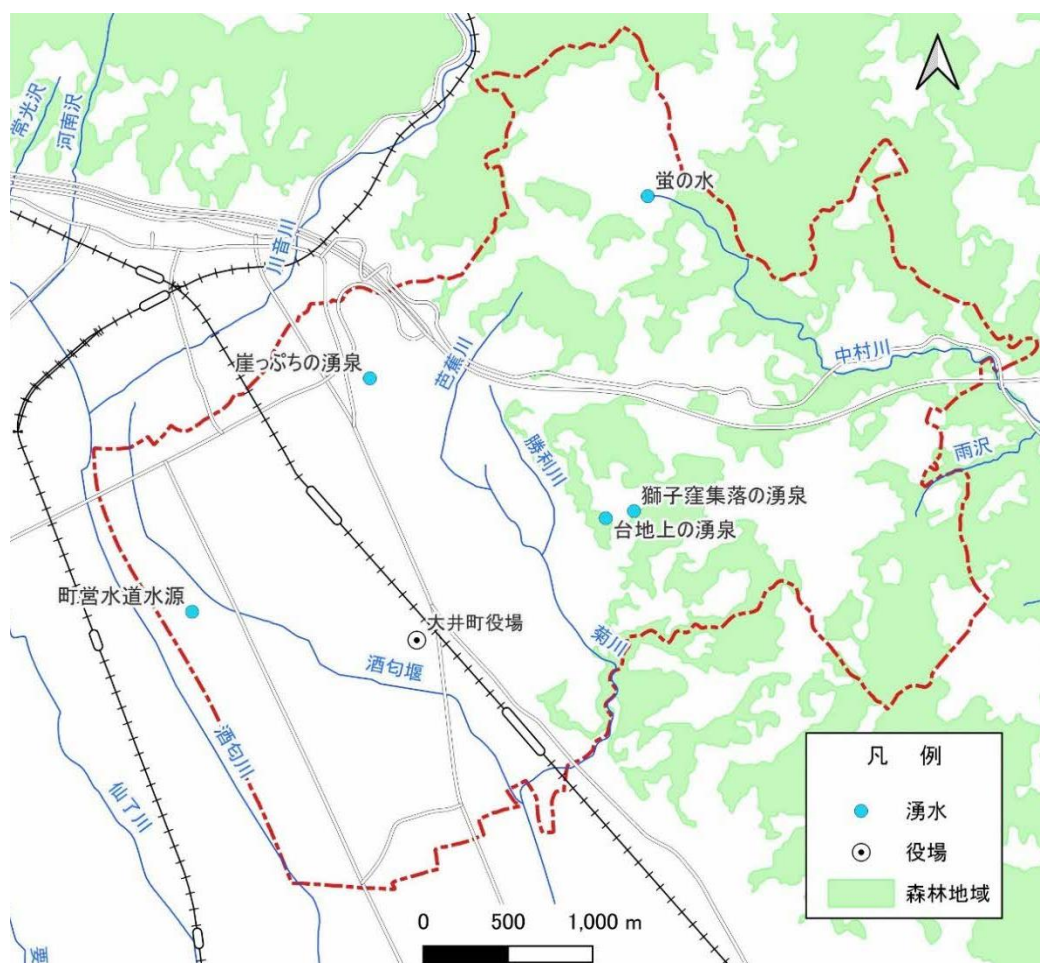 常光沢
河南沢
川音川
蛍の水
崖っぷちの湧泉
芭蕉川
中村川
勝利川
雨沢
獅子窪集落の湧泉
台地上の湧泉
町営水道水源
大井町役場
菊川
酒匂堰
酒匂川
仙了川
凡 例
湧水
役場
森林地域
0 500 1,000 m